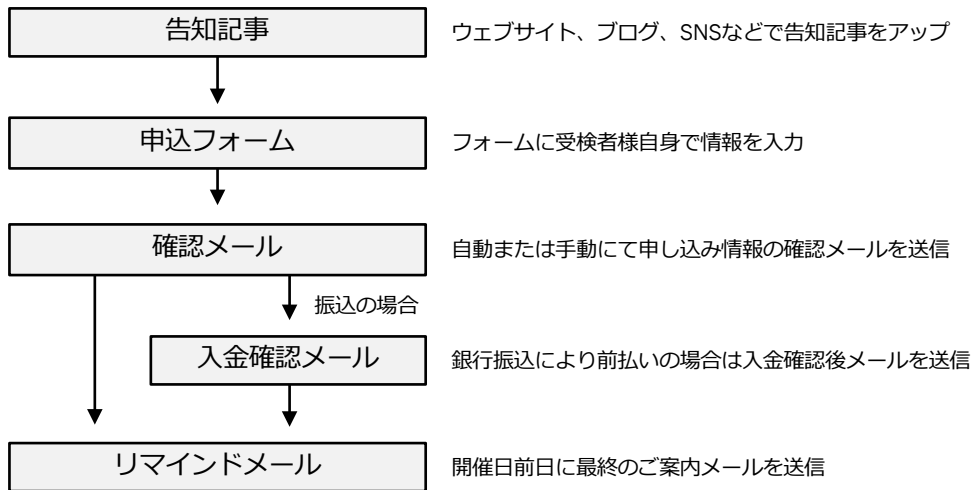 告知記事
ウェブサイト、ブログ、SNSなどで告知記事をアップ
申込フォーム
フォームに受検者様自身で情報を入力
確認メール
自動または手動にて申し込み情報の確認メールを送信
振込の場合
入金確認メール
銀行振込により前払いの場合は入金確認後メールを送信
リマインドメール
開催日前日に最終のご案内メールを送信